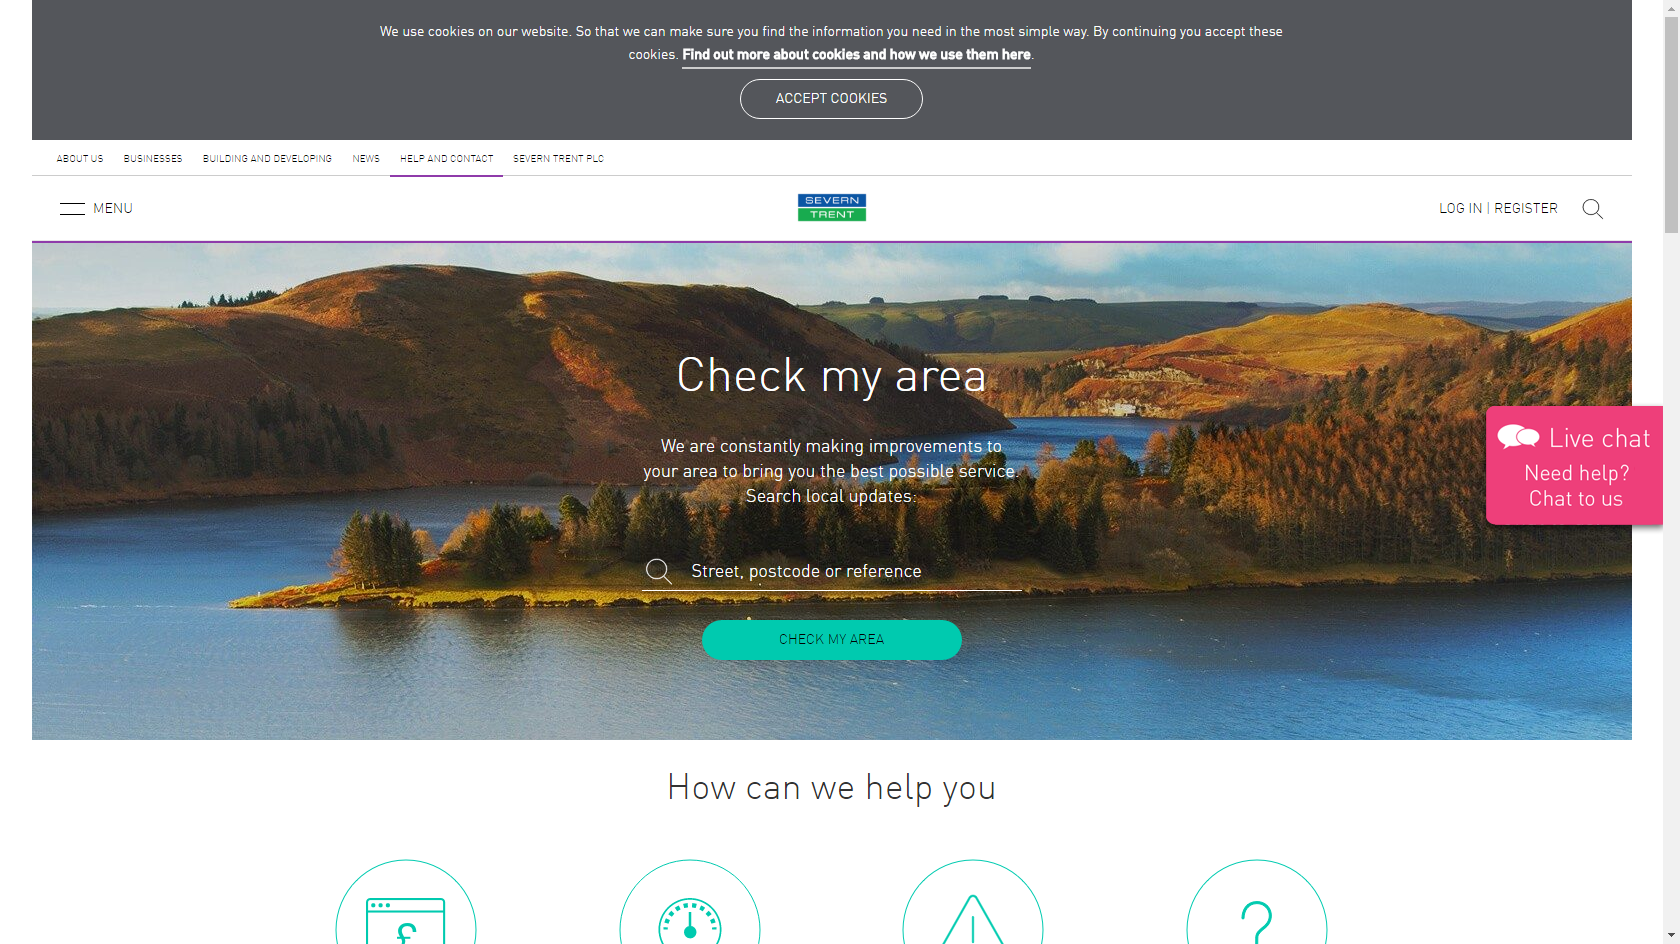 We use cookies on our website. So that we can make sure you find the information you need in the most simple way. By continuing you accept these
cookies. Find out more about cookies and how we use them here.
ACCEPT COOKIES
ABOUT US BUSINESSES BUILDING AND DEVELOPING NEWS HELP AND CONTACT SEVERN TRENT PLC
MENU
SEVERN
TRENT
LOG IN | REGISTER
Check my area
We are constantly making improvements to
your area to bring you the best possible service.
Search local updates:
Street, postcode or reference
CHECK MY AREA
Live chat
Need help?
Chat to us
How can we help you
£
?